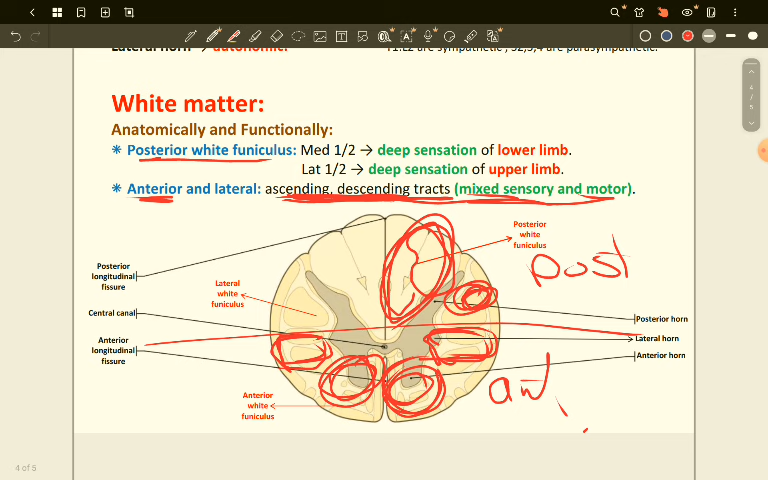 Lateral horn → autonomic. T1:L2 are sympathetic , S2,3,4 are parasympathetic.
White matter:
Anatomically and Functionally:
* Posterior white funiculus: Med 1/2 → deep sensation of lower limb.
Lat 1/2 → deep sensation of upper limb.
* Anterior and lateral: ascending, descending tracts (mixed sensory and motor).
Posterior
white
funiculus
post
Posterior
longitudinal
fissure
Lateral
white
funiculus
Central canal
Posterior horn
Anterior
longitudinal
fissure
Lateral horn
Anterior horn
ant
Anterior
white
funiculus
4 of 5
4
/
5